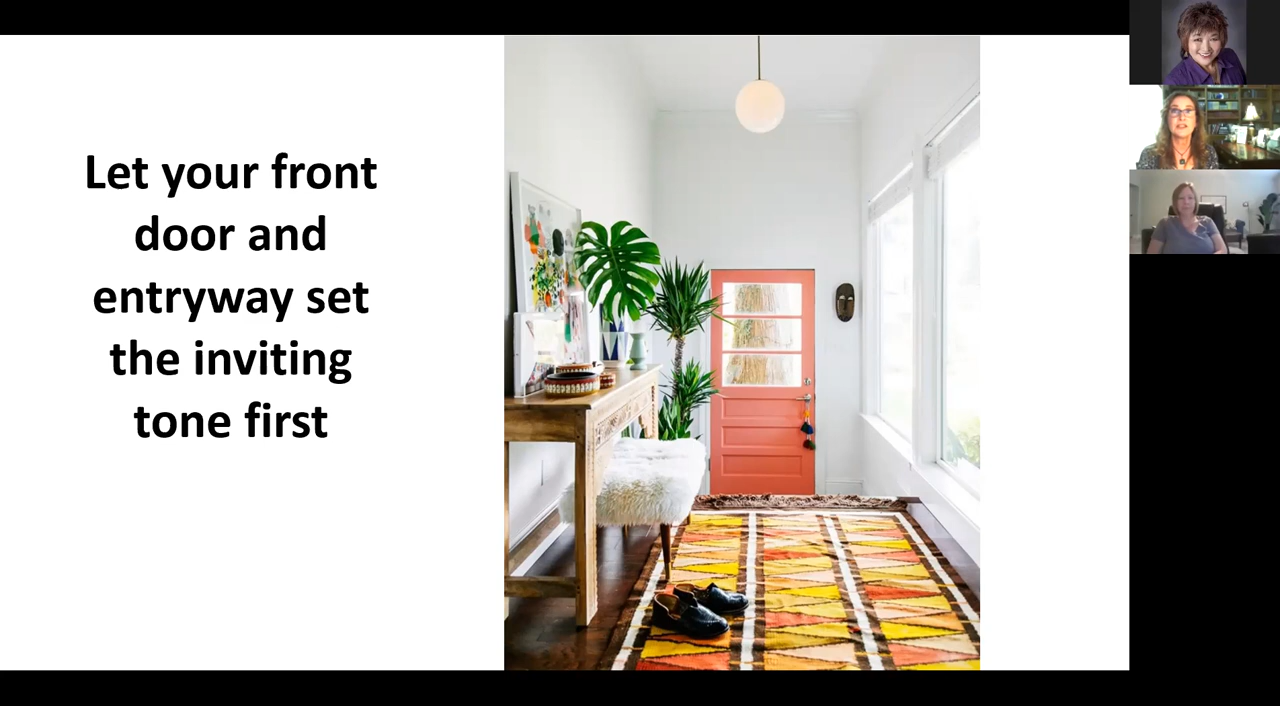 Let your front
door and
entryway set
the inviting
tone first